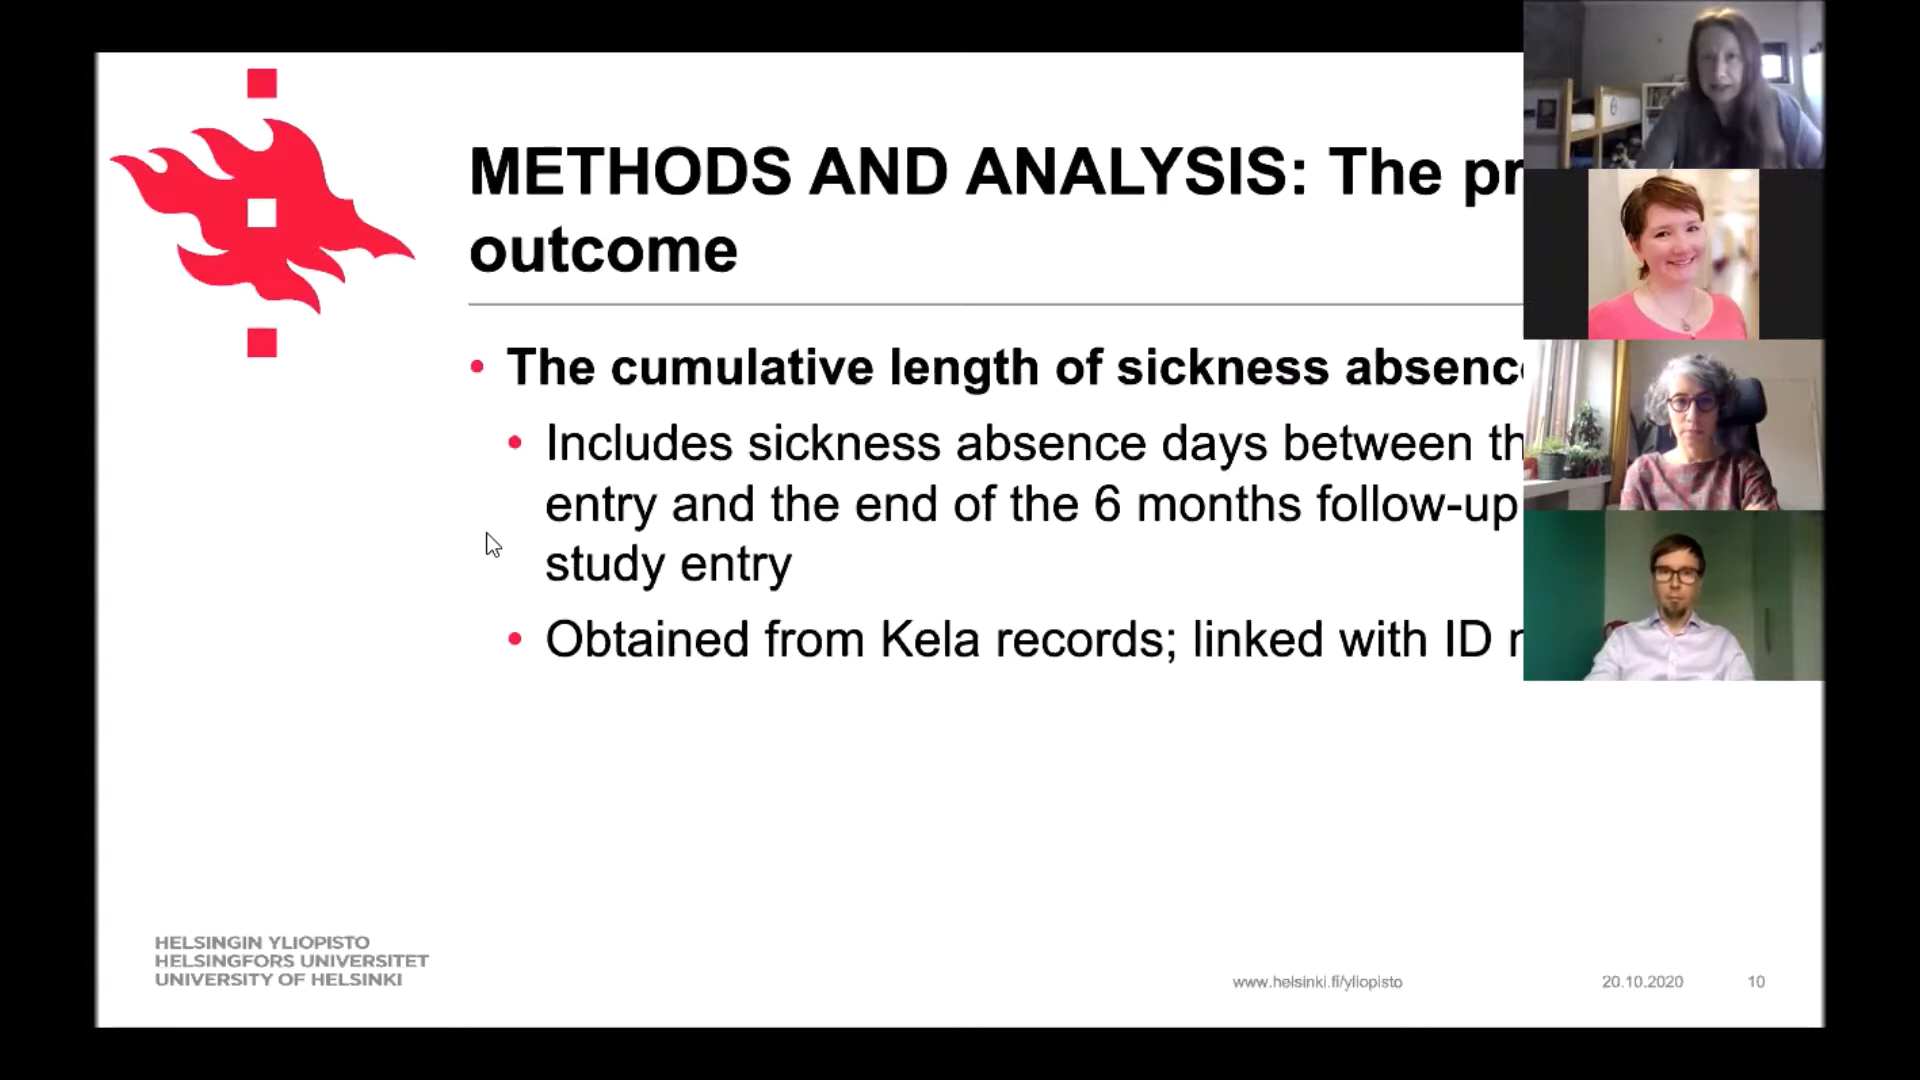 METHODS AND ANALYSIS: The pr
outcome
The cumulative length of sickness absenc
Includes sickness absence days between th
entry and the end of the 6 months follow-up
study entry
Obtained from Kela records; linked with ID
HELSINGIN YLIOPISTO
HELSINGFORS UNIVERSITET
UNIVERSITY OF HELSINKI
www.helsinki.fi/yliopisto
20.10.2020
10